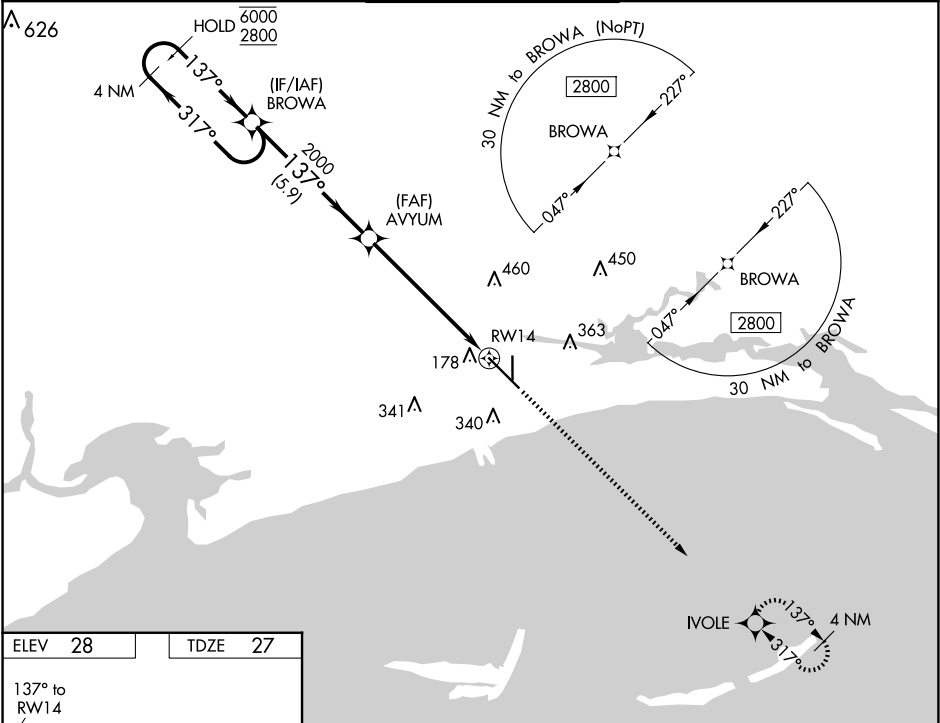 626
HOLD 6000
2800
4 NM
137°
317°
(IF/IAF)
BROWA
2000
137°
(5.9)
(FAF)
AVYUM
30 NM to BROWA (NoPT)
2800
BROWA
227°
047°
227°
BROWA
047°
2800
30 NM to BROWA
460
450
363
RW14
178
341
340
IVOLE
137°
4 NM
317°
ELEV 28
TDZE 27
137° to
RW14